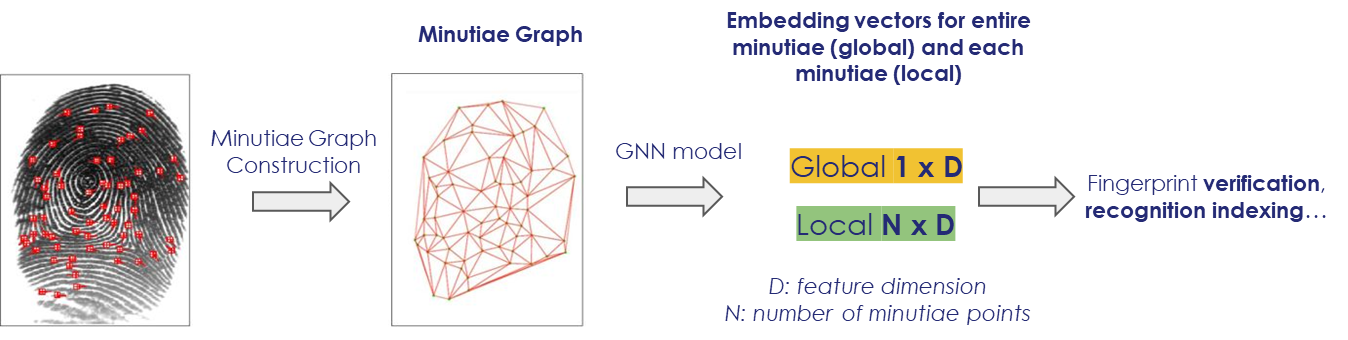 Minutiae Graph
Construction
Minutiae Graph
GNN model
Embedding vectors for entire
minutiae (global) and each
minutiae (local)
Global 1 x D
Local N x D
D: feature dimension
N: number of minutiae points
Fingerprint verification,
recognition indexing…